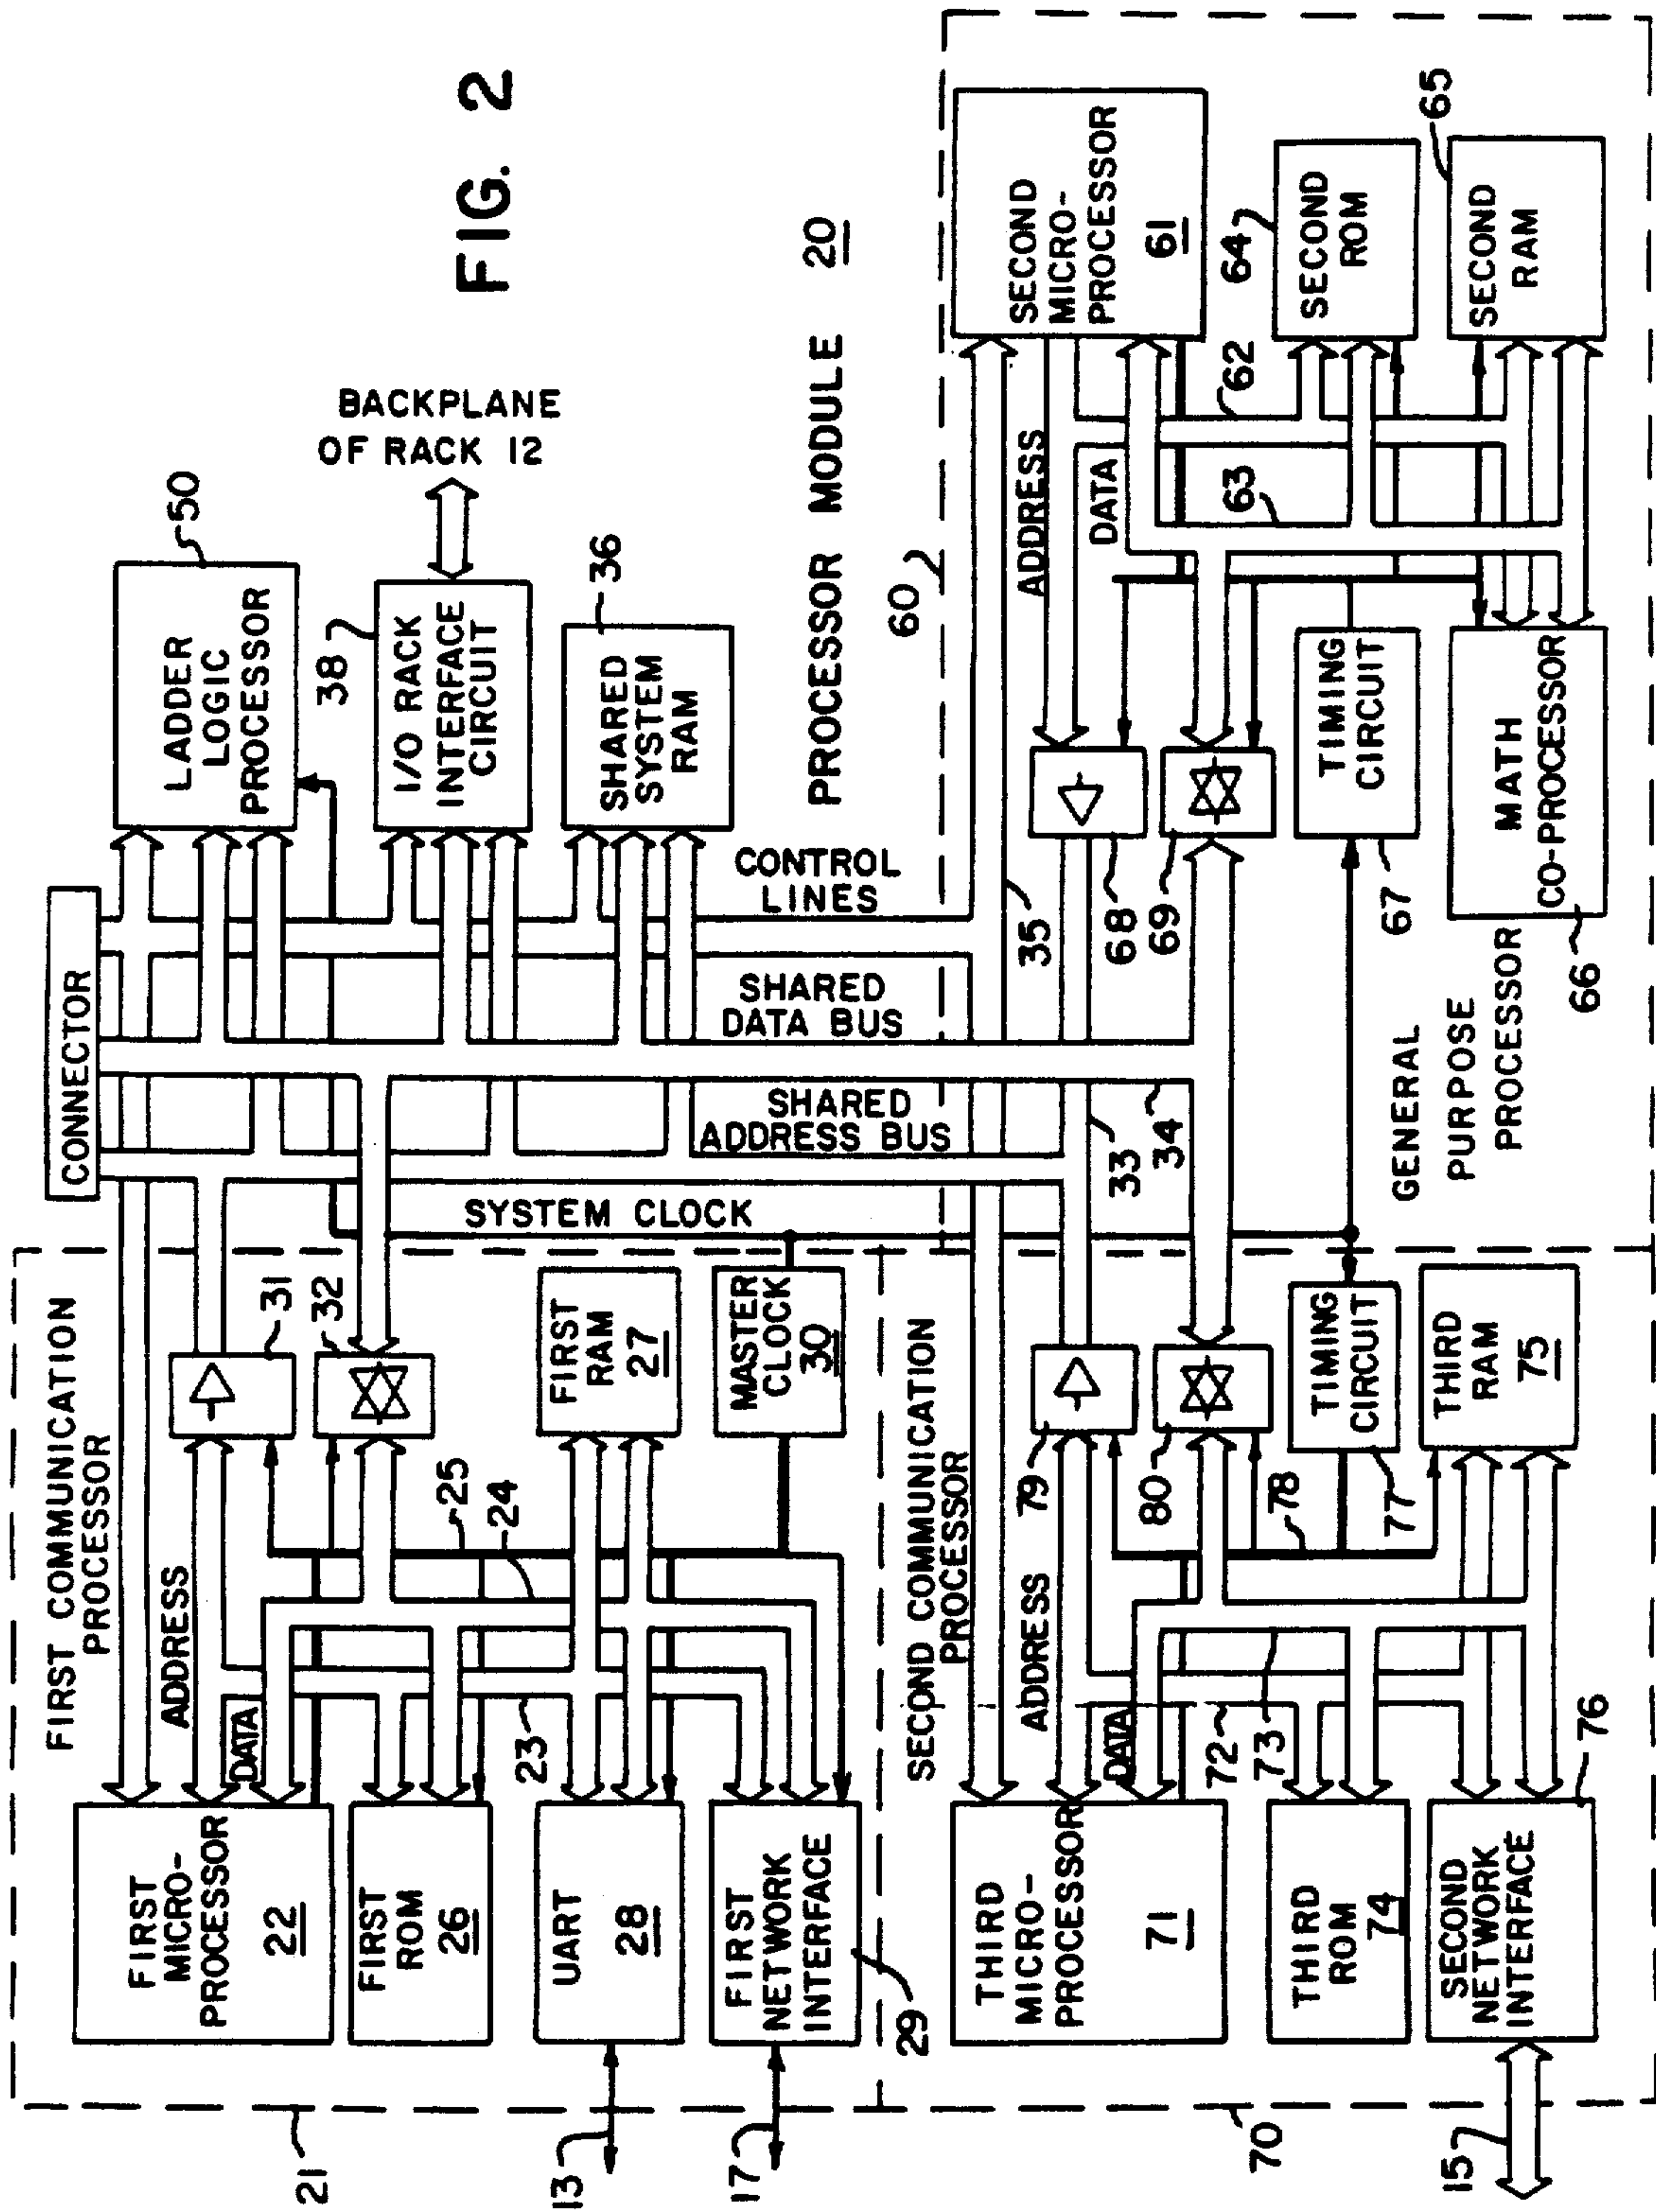 FIG. 2
PROCESSOR MODULE 20
CONNECTOR
FIRST COMMUNICATION
PROCESSOR
21
FIRST
MICRO-
PROCESSOR
22
ADDRESS
DATA
31
32
25
24
23
FIRST
ROM
26
FIRST
RAM
27
UART
28
13
FIRST
NETWORK
INTERFACE
29
17
MASTER
CLOCK
30
SYSTEM CLOCK
LADDER
LOGIC
PROCESSOR
50
I/O RACK
INTERFACE
CIRCUIT
38
BACKPLANE
OF RACK 12
SHARED
SYSTEM
RAM
36
CONTROL
LINES
SHARED
DATA BUS
SHARED
ADDRESS BUS
35
33
34
SECOND COMMUNICATION
PROCESSOR
70
THIRD
MICRO-
PROCESSOR
71
ADDRESS
DATA
79
80
78
72
73
THIRD
ROM
74
THIRD
RAM
75
TIMING
CIRCUIT
77
SECOND
NETWORK
INTERFACE
76
15
GENERAL
PURPOSE
PROCESSOR
60
SECOND
MICRO-
PROCESSOR
61
ADDRESS
DATA
68
69
62
63
SECOND
ROM
64
SECOND
RAM
65
TIMING
CIRCUIT
67
MATH
CO-PROCESSOR
66